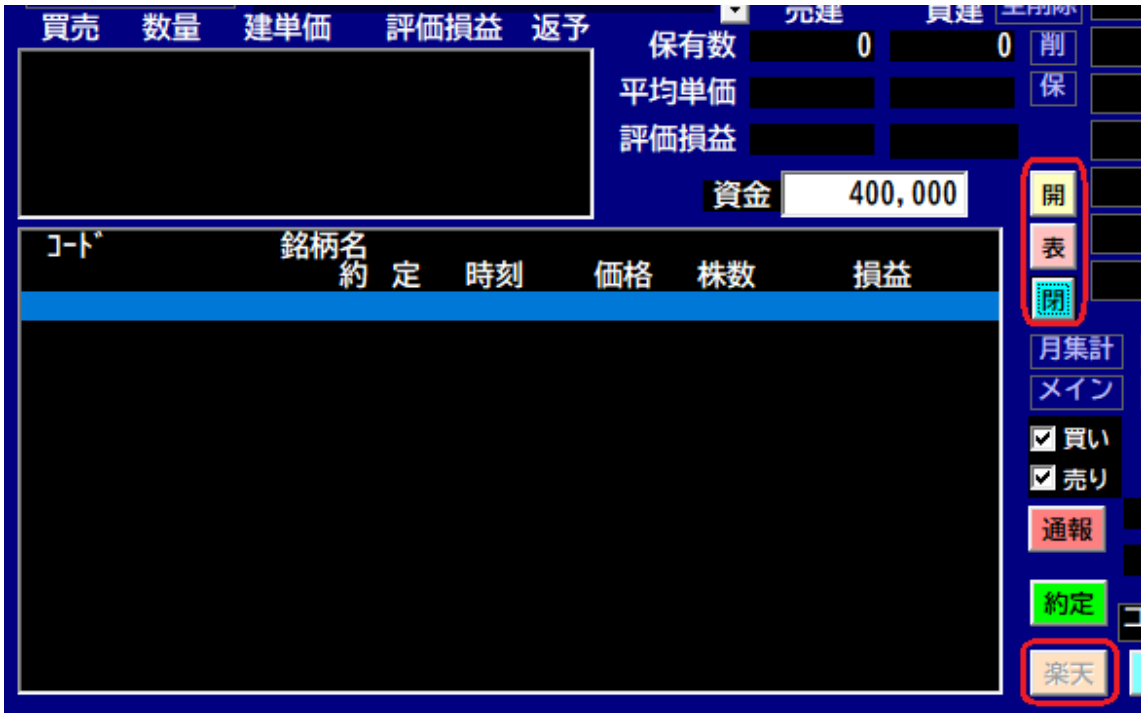 売建 買建 全削除
買売 数量 建単価 評価損益 返予
保有数 0 0 削
平均単価 保
評価損益
資金 400,000 開
ｺｰﾄﾞ 銘柄名 表
約 定 時刻 価格 株数 損益
閉
月集計
メイン
買い
売り
通報
約定
楽天